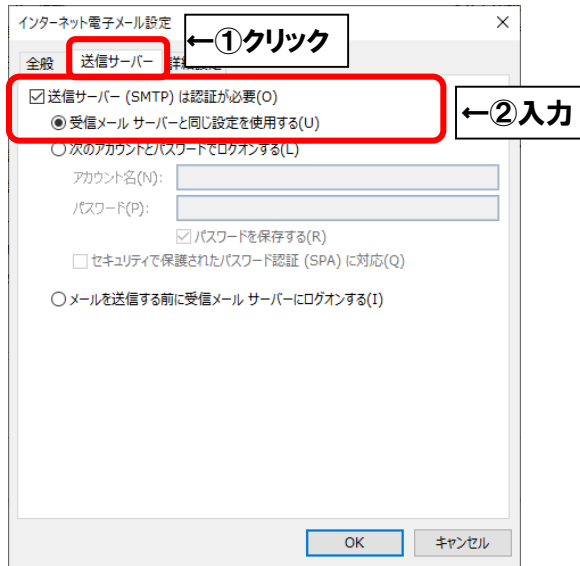 インターネット電子メール設定
←①クリック
全般 送信サーバー 詳細設定
送信サーバー (SMTP) は認証が必要(O)
←②入力
受信メール サーバーと同じ設定を使用する(U)
次のアカウントとパスワードでログオンする(L)
アカウント名(N):
パスワード(P):
パスワードを保存する(R)
セキュリティで保護されたパスワード認証 (SPA) に対応(Q)
メールを送信する前に受信メール サーバーにログオンする(I)
OK キャンセル